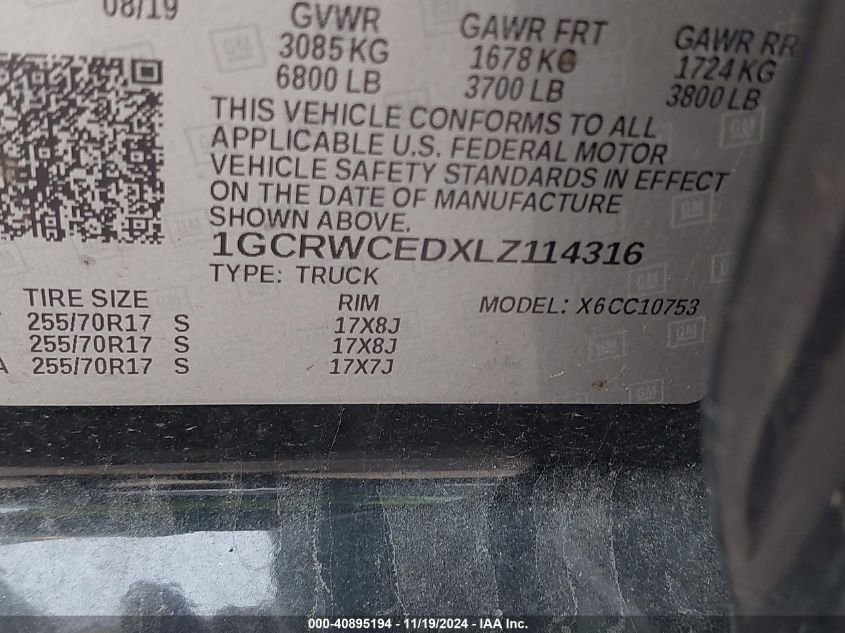 08/19
GVWR GAWR FRT GAWR RR
3085 KG 1678 KG 1724 KG
6800 LB 3700 LB 3800 LB
THIS VEHICLE CONFORMS TO ALL
APPLICABLE U.S. FEDERAL MOTOR
VEHICLE SAFETY STANDARDS IN EFFECT
ON THE DATE OF MANUFACTURE
SHOWN ABOVE.
1GCRWCEDXLZ114316
TYPE: TRUCK
TIRE SIZE RIM MODEL: X6CC10753
255/70R17 S 17X8J
255/70R17 S 17X8J
A 255/70R17 S 17X7J
000-40895194 - 11/19/2024 - IAA Inc.